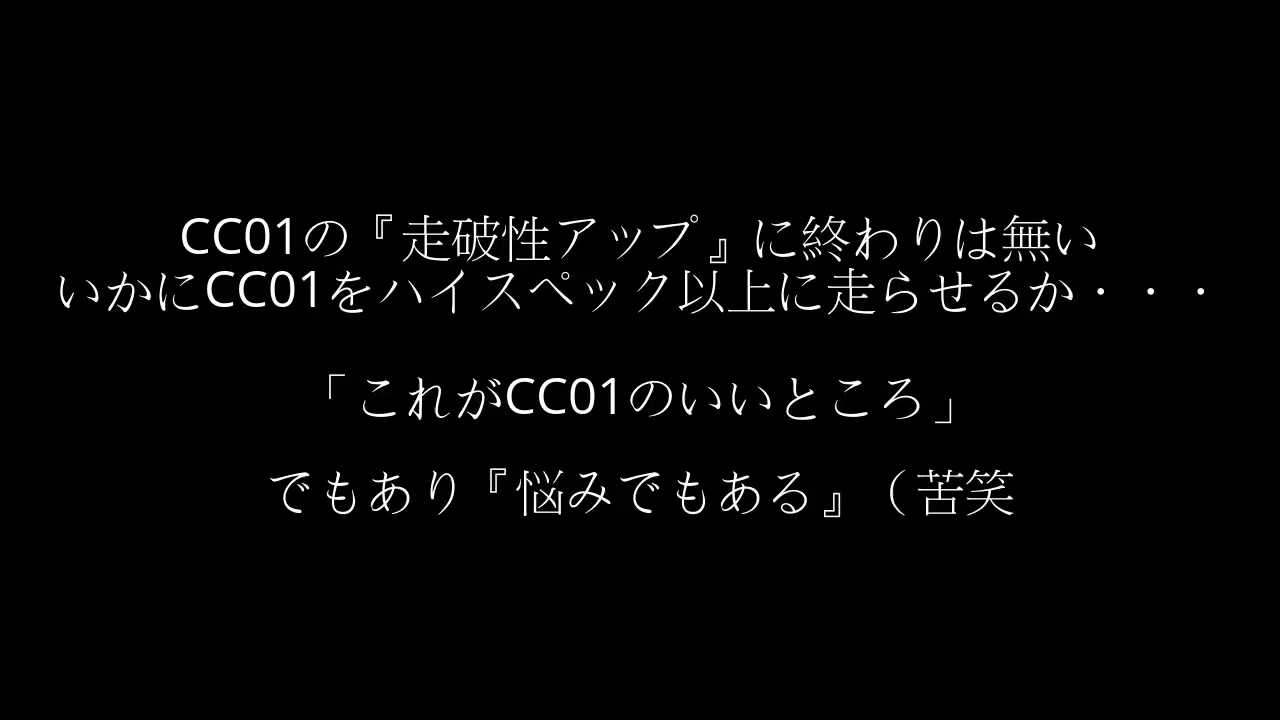 CC01の『走破性アップ』に終わりは無い
いかにCC01をハイスペック以上に走らせるか・・・
「これがCC01のいいところ」
でもあり『悩みでもある』（苦笑